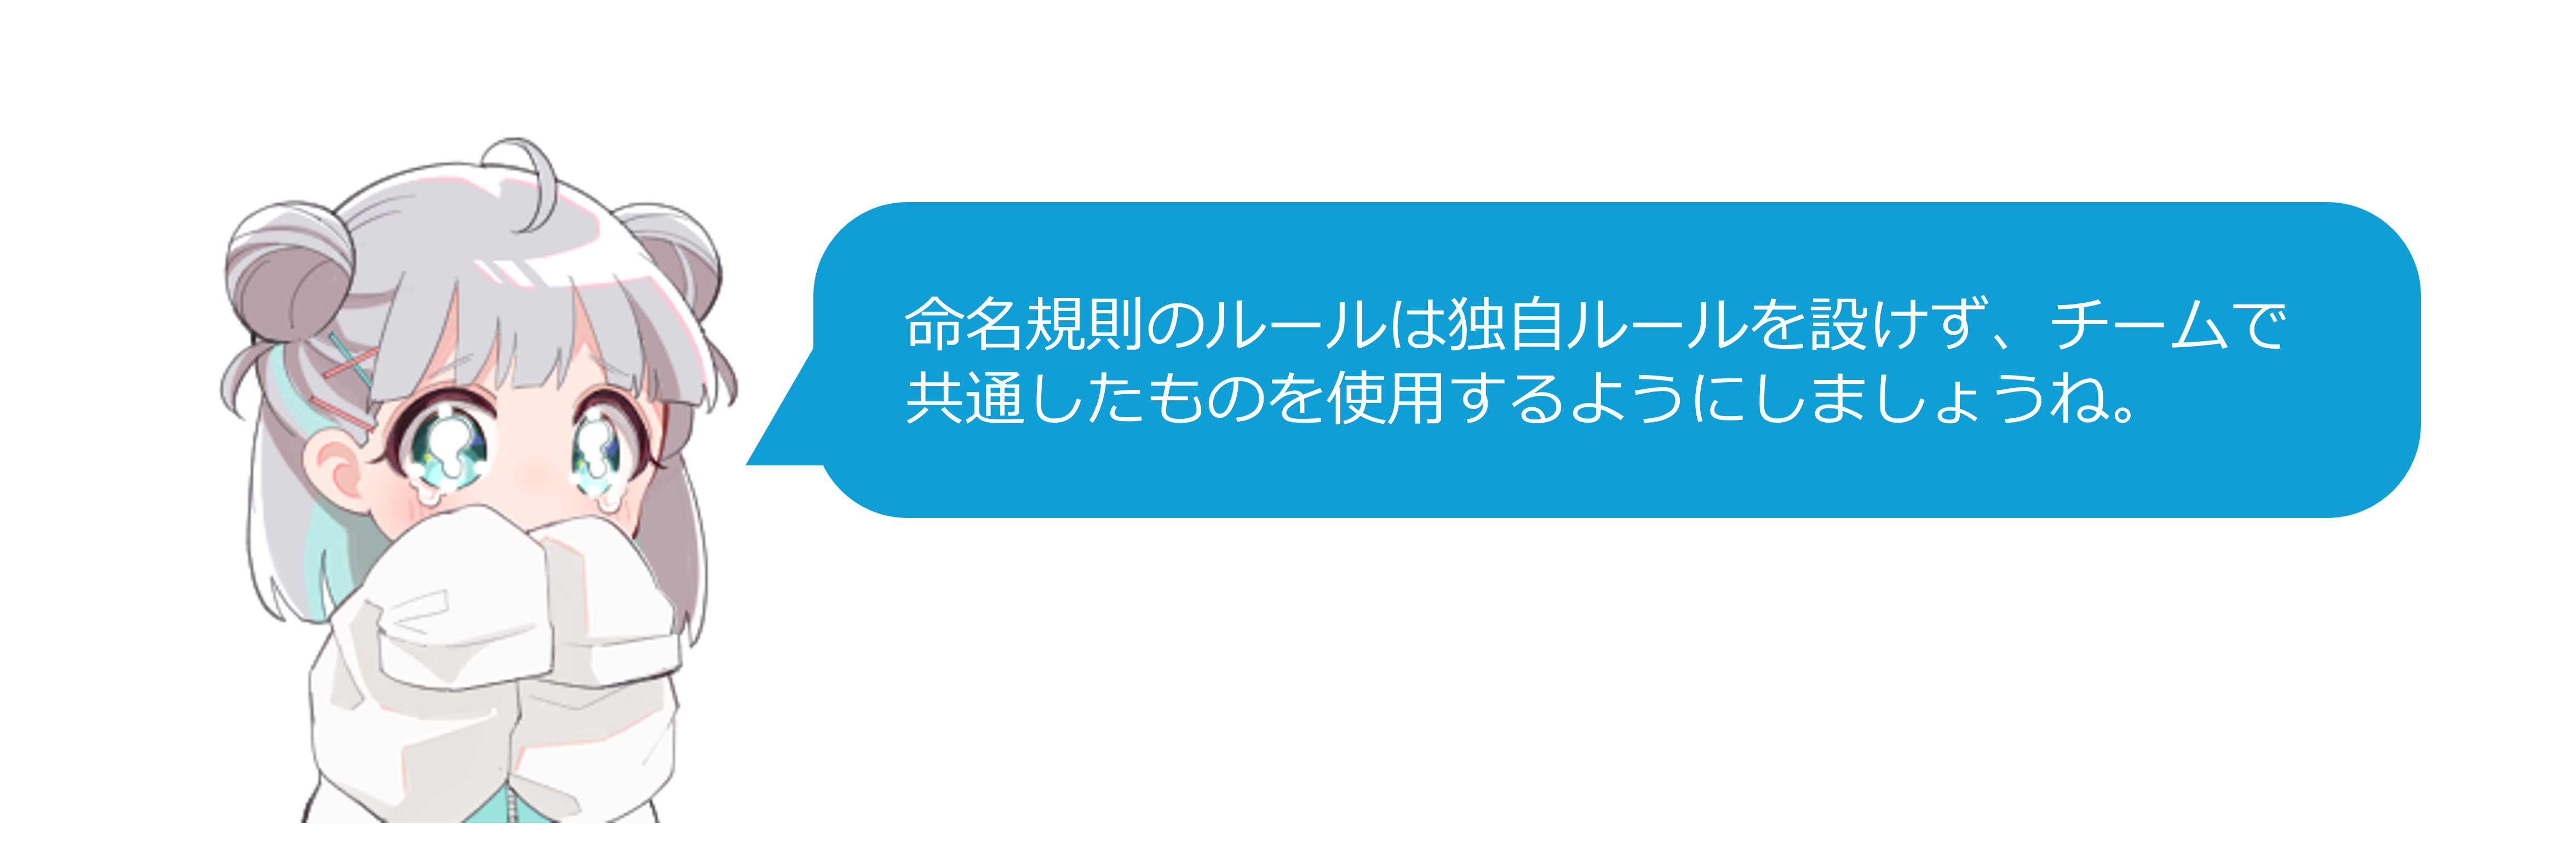 命名規則のルールは独自ルールを設けず、チームで
共通したものを使用するようにしましょうね。